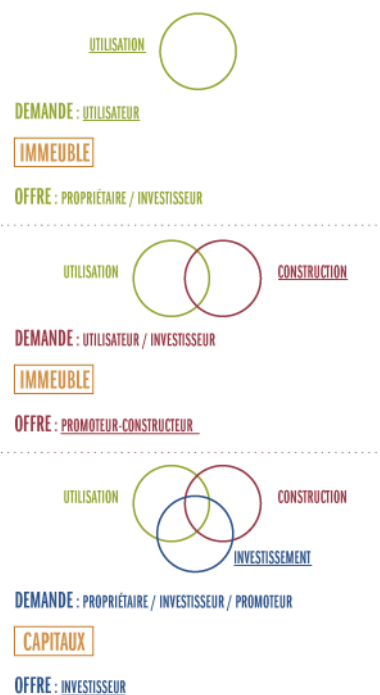 UTILISATION
DEMANDE : UTILISATEUR
IMMEUBLE
OFFRE : PROPRIÉTAIRE / INVESTISSEUR
UTILISATION CONSTRUCTION
DEMANDE : UTILISATEUR / INVESTISSEUR
IMMEUBLE
OFFRE : PROMOTEUR-CONSTRUCTEUR
UTILISATION CONSTRUCTION
INVESTISSEMENT
DEMANDE : PROPRIÉTAIRE / INVESTISSEUR / PROMOTEUR
CAPITAUX
OFFRE : INVESTISSEUR